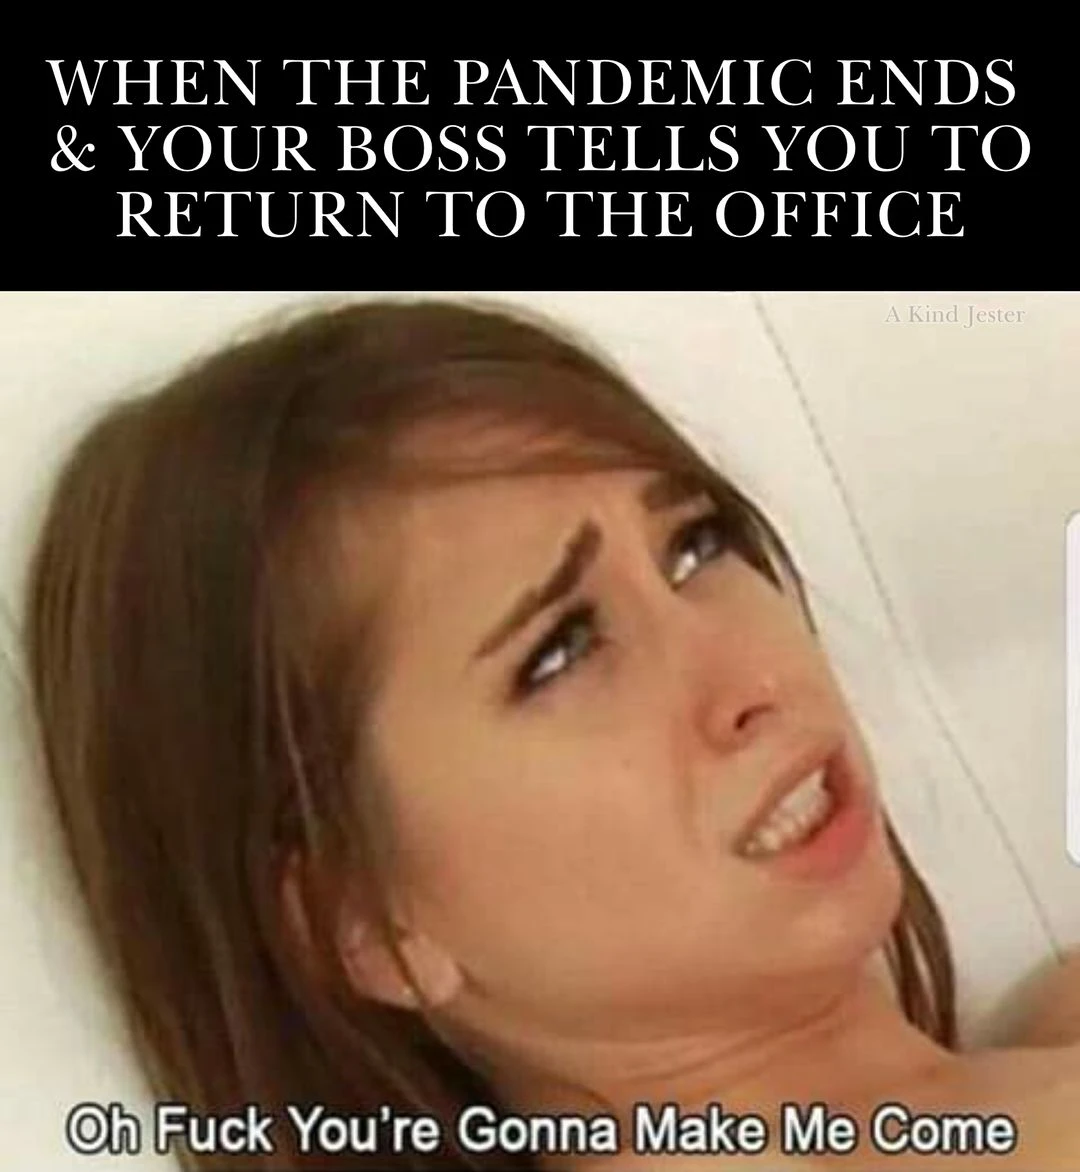 WHEN THE PANDEMIC ENDS
& YOUR BOSS TELLS YOU TO
RETURN TO THE OFFICE
A Kind Jester
Oh Fuck You're Gonna Make Me Come